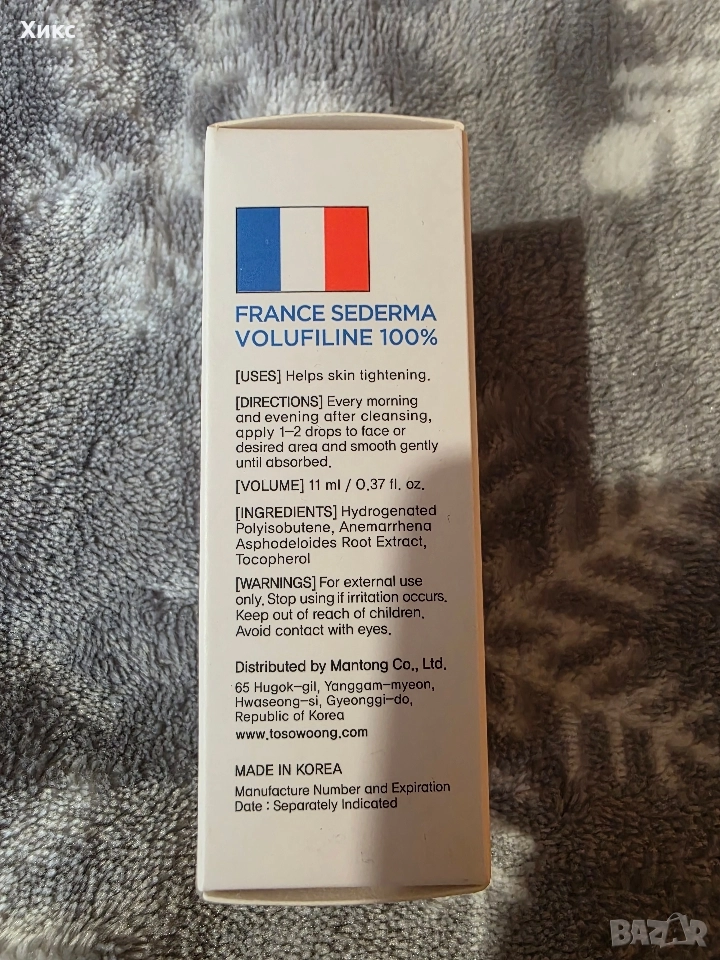 Хикс
FRANCE SEDERMA
VOLUFILINE 100%
[USES] Helps skin tightening.
[DIRECTIONS] Every morning
and evening after cleansing,
apply 1–2 drops to face or
desired area and smooth gently
until absorbed.
[VOLUME] 11 ml / 0.37 fl. oz.
[INGREDIENTS] Hydrogenated
Polyisobutene, Anemarrhena
Asphodeloides Root Extract,
Tocopherol
[WARNINGS] For external use
only. Stop using if irritation occurs.
Keep out of reach of children.
Avoid contact with eyes.
Distributed by Mantong Co., Ltd.
65 Hugok-gil, Yanggam-myeon,
Hwaseong-si, Gyeonggi-do,
Republic of Korea
www.tosowoong.com
MADE IN KOREA
Manufacture Number and Expiration
Date : Separately Indicated
BAZAR